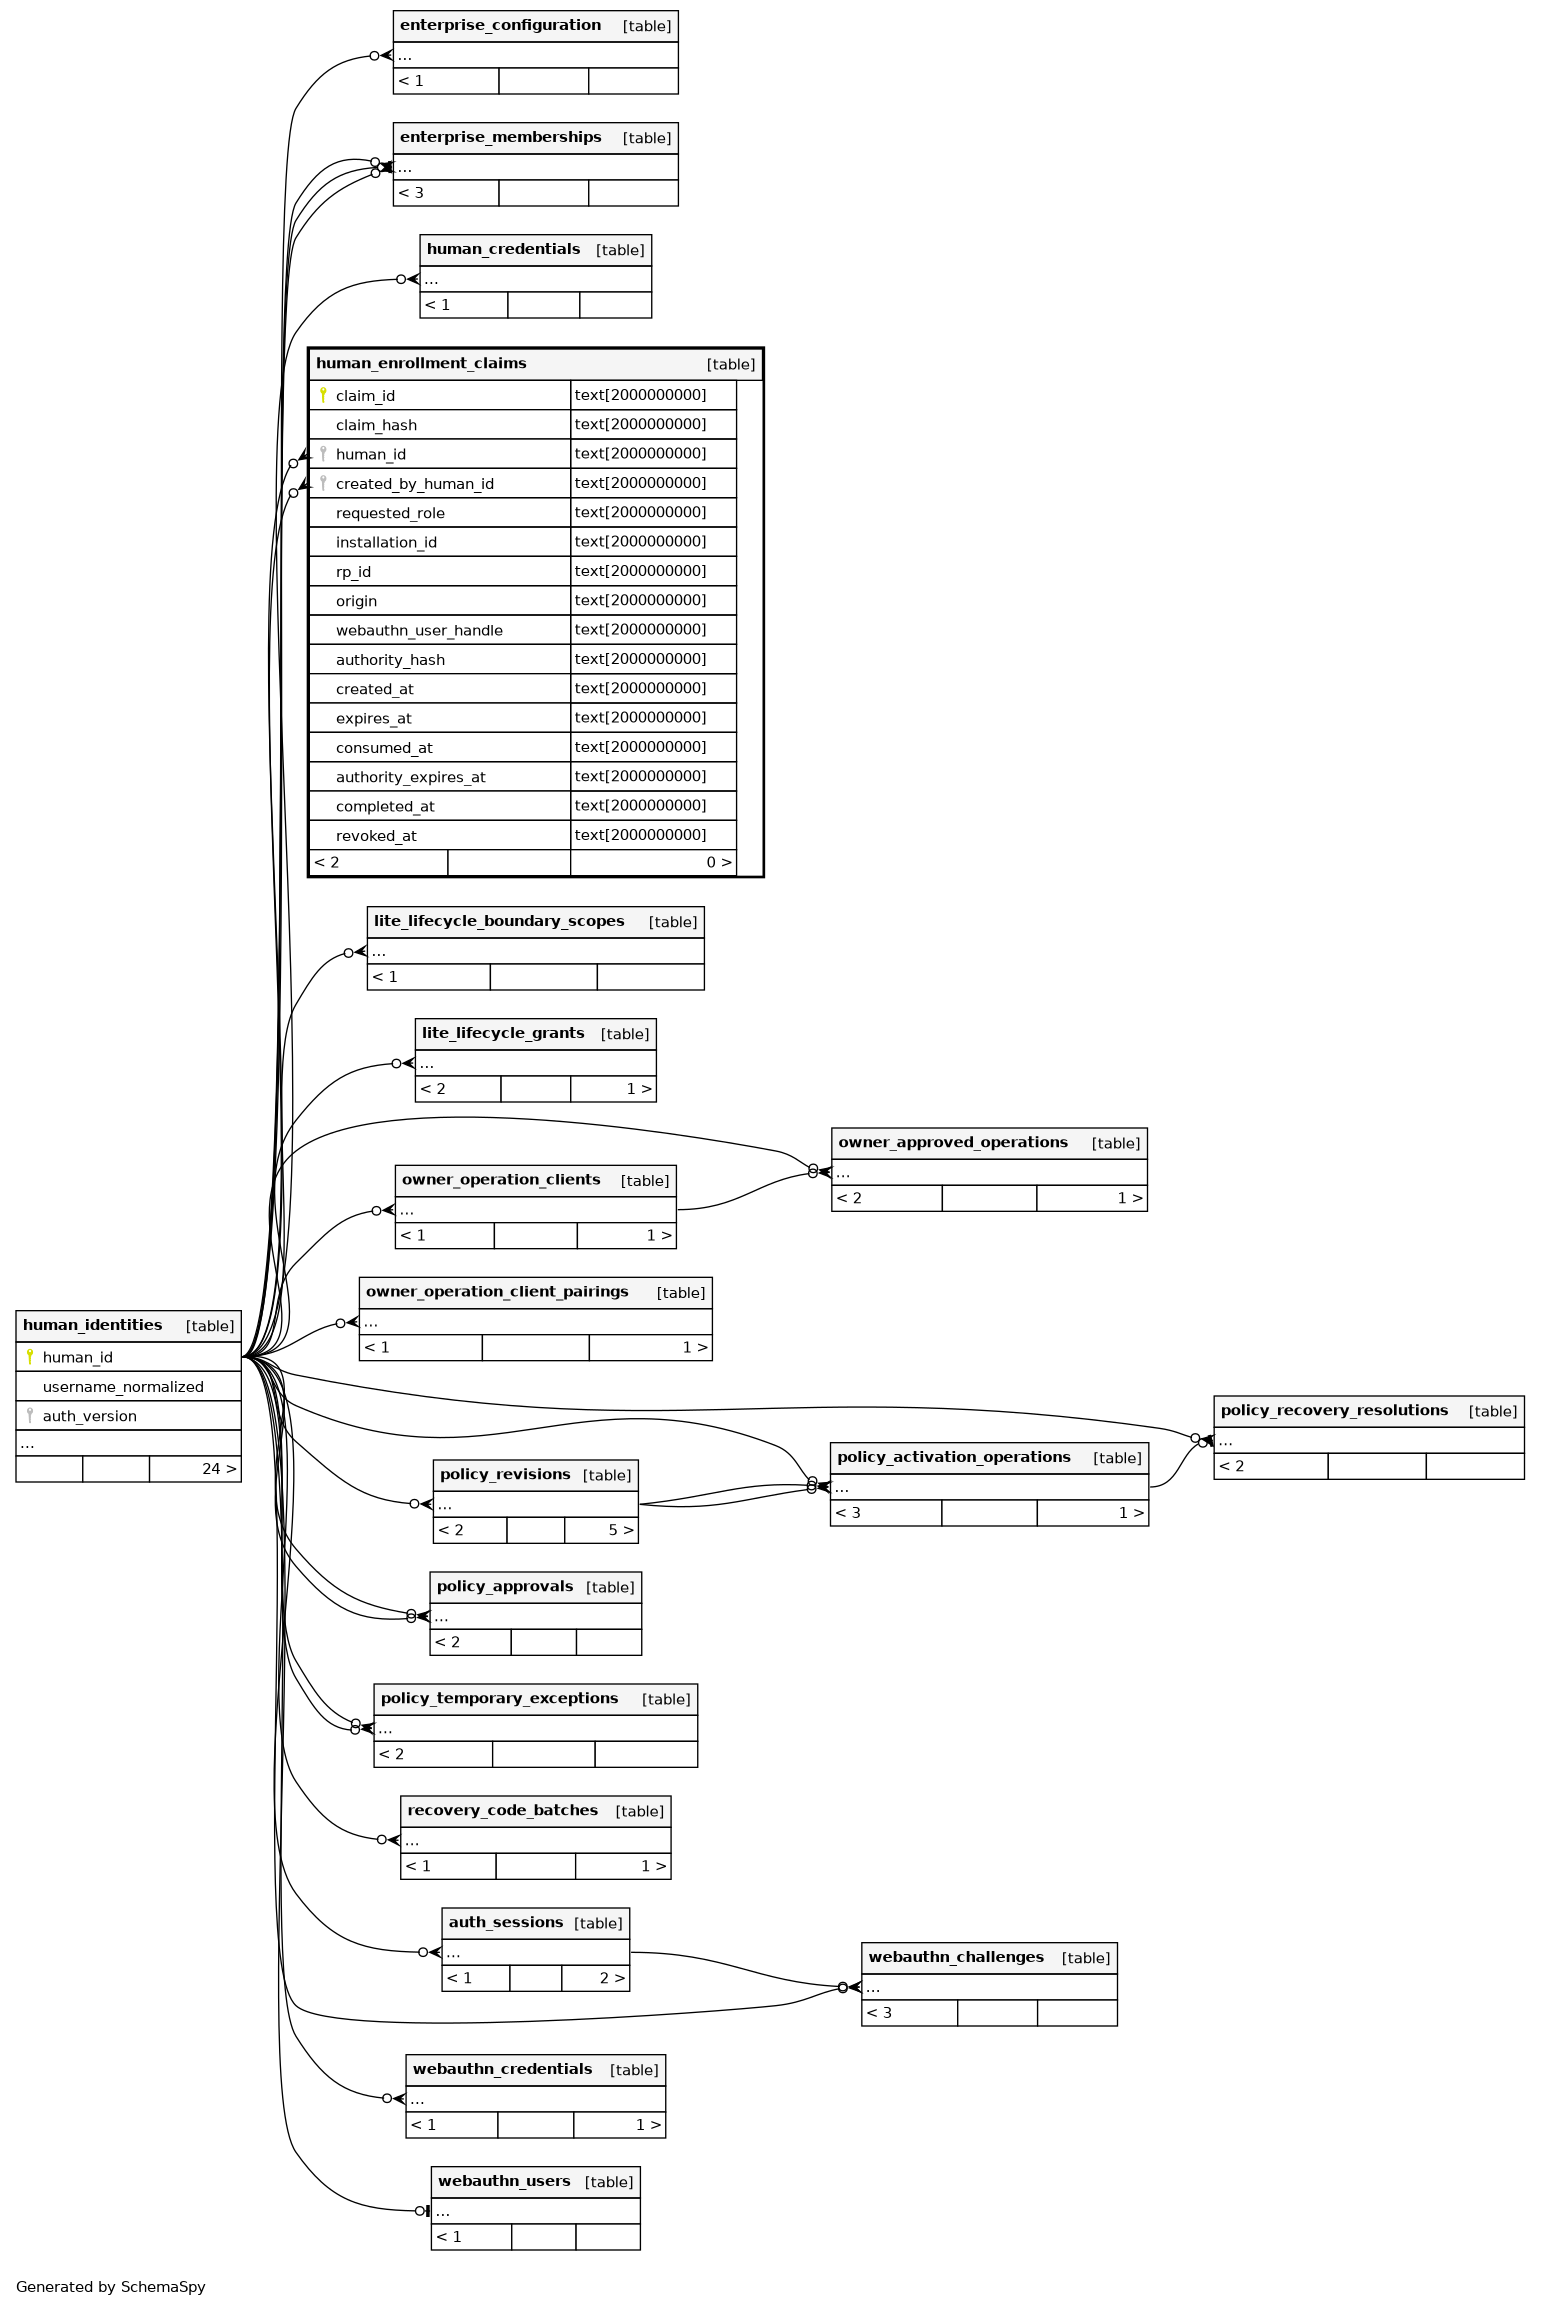 enterprise_configuration [table]
...
< 1
enterprise_memberships [table]
...
< 3
human_credentials [table]
...
< 1
human_enrollment_claims [table]
claim_id text[2000000000]
claim_hash text[2000000000]
human_id text[2000000000]
created_by_human_id text[2000000000]
requested_role text[2000000000]
installation_id text[2000000000]
rp_id text[2000000000]
origin text[2000000000]
webauthn_user_handle text[2000000000]
authority_hash text[2000000000]
created_at text[2000000000]
expires_at text[2000000000]
consumed_at text[2000000000]
authority_expires_at text[2000000000]
completed_at text[2000000000]
revoked_at text[2000000000]
< 2 0 >
lite_lifecycle_boundary_scopes [table]
...
< 1
lite_lifecycle_grants [table]
...
< 2 1 >
owner_approved_operations [table]
...
< 2 1 >
owner_operation_clients [table]
...
< 1 1 >
owner_operation_client_pairings [table]
...
< 1 1 >
human_identities [table]
human_id
username_normalized
auth_version
...
24 >
policy_recovery_resolutions [table]
...
< 2
policy_activation_operations [table]
...
< 3 1 >
policy_revisions [table]
...
< 2 5 >
policy_approvals [table]
...
< 2
policy_temporary_exceptions [table]
...
< 2
recovery_code_batches [table]
...
< 1 1 >
auth_sessions [table]
...
< 1 2 >
webauthn_challenges [table]
...
< 3
webauthn_credentials [table]
...
< 1 1 >
webauthn_users [table]
...
< 1
Generated by SchemaSpy